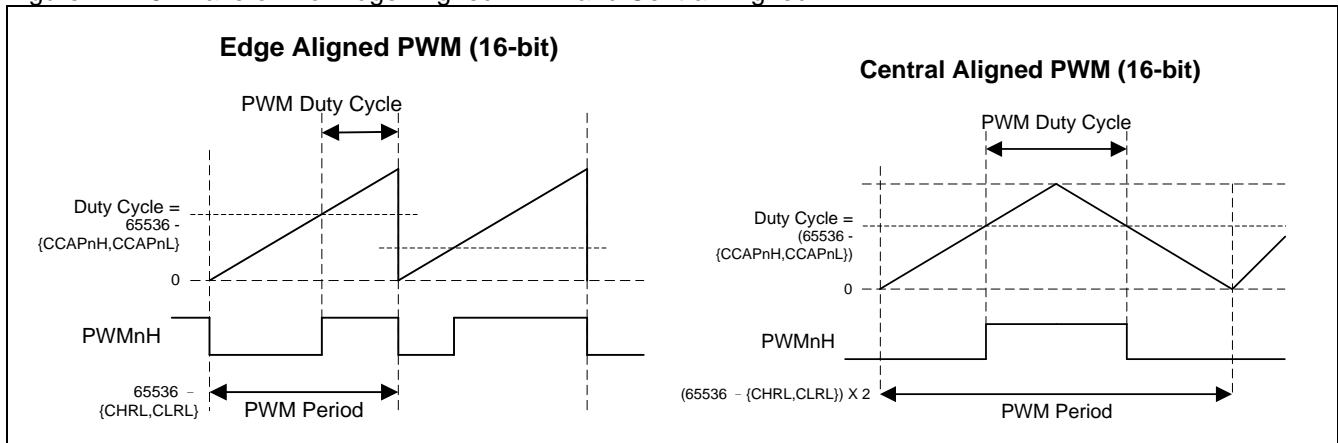 Edge Aligned PWM (16-bit)
PWM Duty Cycle
Duty Cycle =
65536 -
{CCAPnH,CCAPnL}
0
PWMnH
65536 –
{CHRL,CLRL}
PWM Period
Central Aligned PWM (16-bit)
PWM Duty Cycle
Duty Cycle =
(65536 -
{CCAPnH,CCAPnL})
0
PWMnH
(65536 – {CHRL,CLRL}) X 2
PWM Period